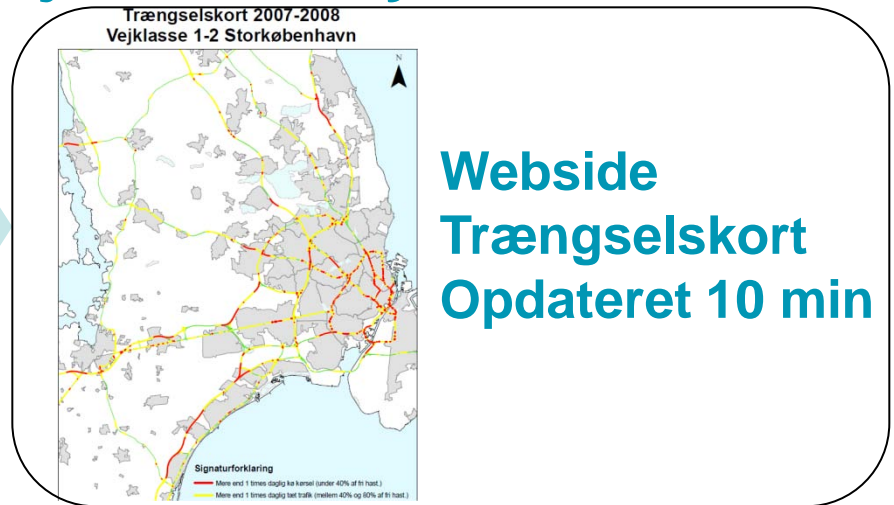 Trængselskort 2007-2008
Vejklasse 1-2 Storkøbenhavn
N
Webside
Trængselskort
Opdateret 10 min
Signaturforklaring
Mere end 1 times daglig kø kørsel (under 40% af fri hast.)
Mere end 1 times daglig tæt trafik (mellem 40% og 80% af fri hast.)